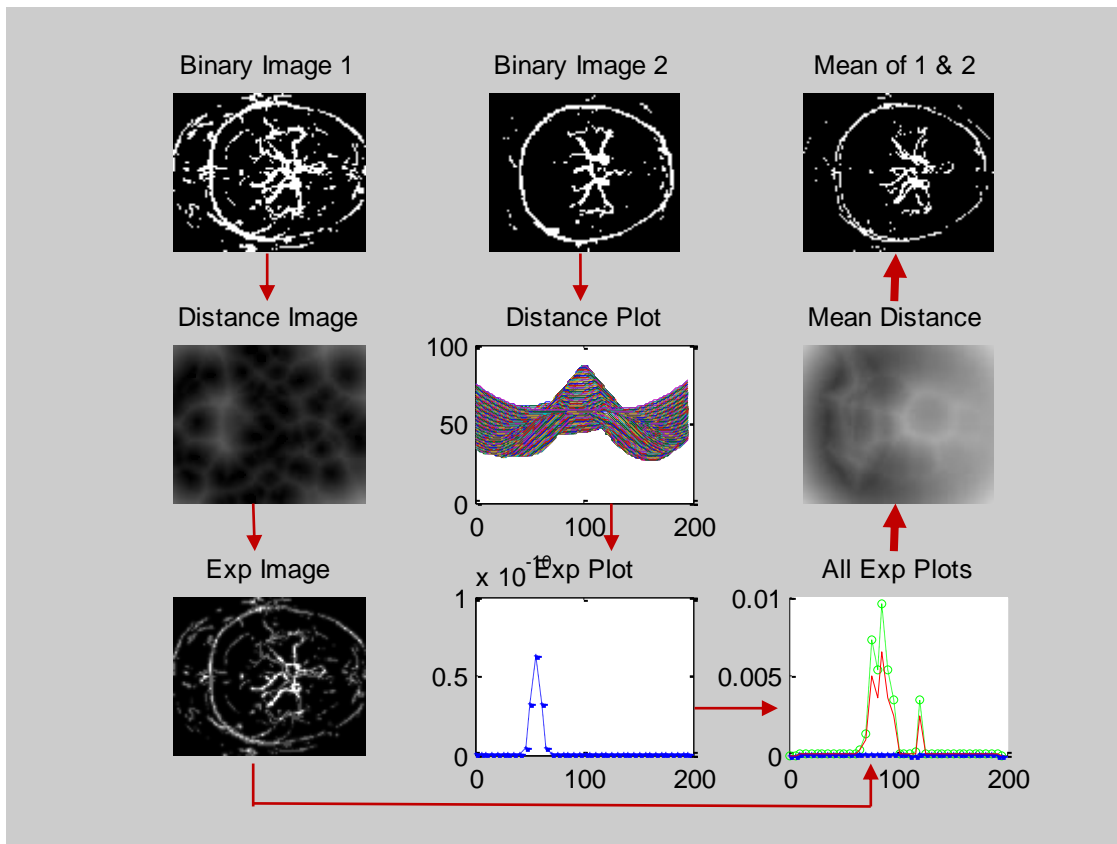 Binary Image 1
Binary Image 2
Mean of 1 & 2
Distance Image
Distance Plot
Mean Distance
100
50
0
0
100
200
Exp Image
x 10
Exp Plot
All Exp Plots
1
0.5
0
0
100
200
0.01
0.005
0
0
100
200